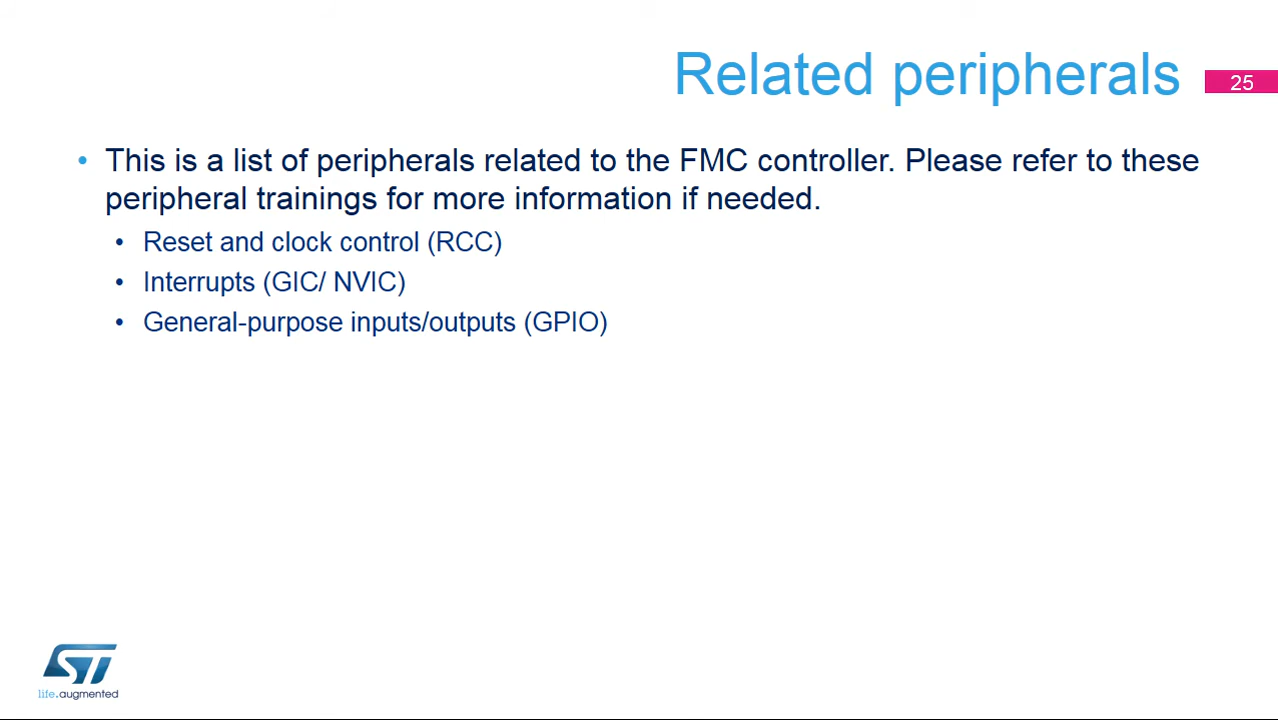 Related peripherals
25
• This is a list of peripherals related to the FMC controller. Please refer to these
peripheral trainings for more information if needed.
• Reset and clock control (RCC)
• Interrupts (GIC/ NVIC)
• General-purpose inputs/outputs (GPIO)
ST
life.augmented